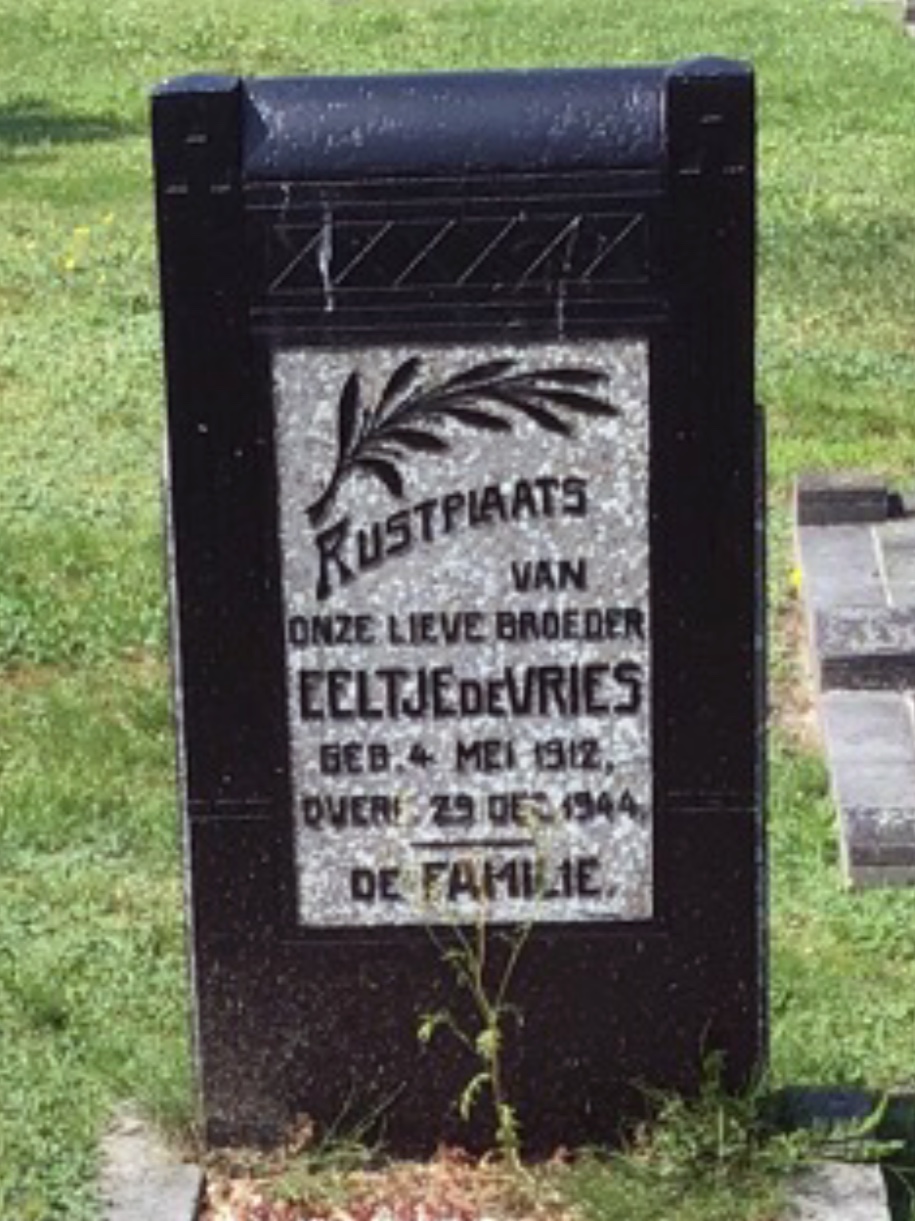 RUSTPLAATS
VAN
ONZE LIEVE BROEDER
EELTJE DE VRIES
GEB. 4 MEI 1912,
OVERL. 29 DEC. 1944.
DE FAMILIE.